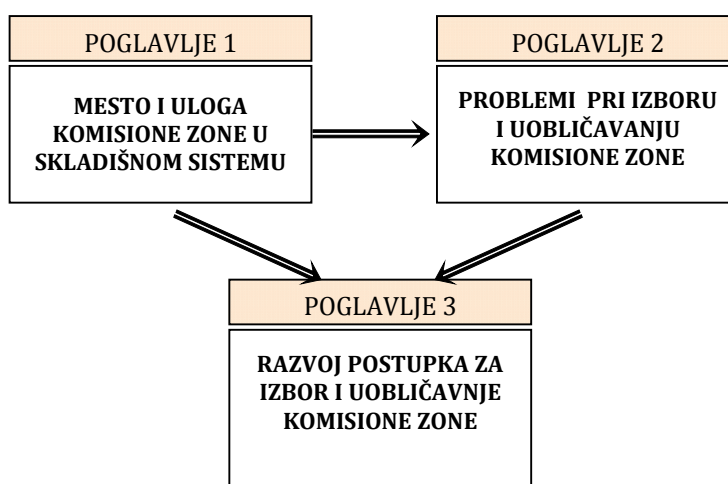 POGLAVLJE 1
MESTO I ULOGA
KOMISIONE ZONE U
SKLADIŠNOM SISTEMU
POGLAVLJE 2
PROBLEMI PRI IZBORU
I UOBLIČAVANJU
KOMISIONE ZONE
POGLAVLJE 3
RAZVOJ POSTUPKA ZA
IZBOR I UOBLIČAVNJE
KOMISIONE ZONE